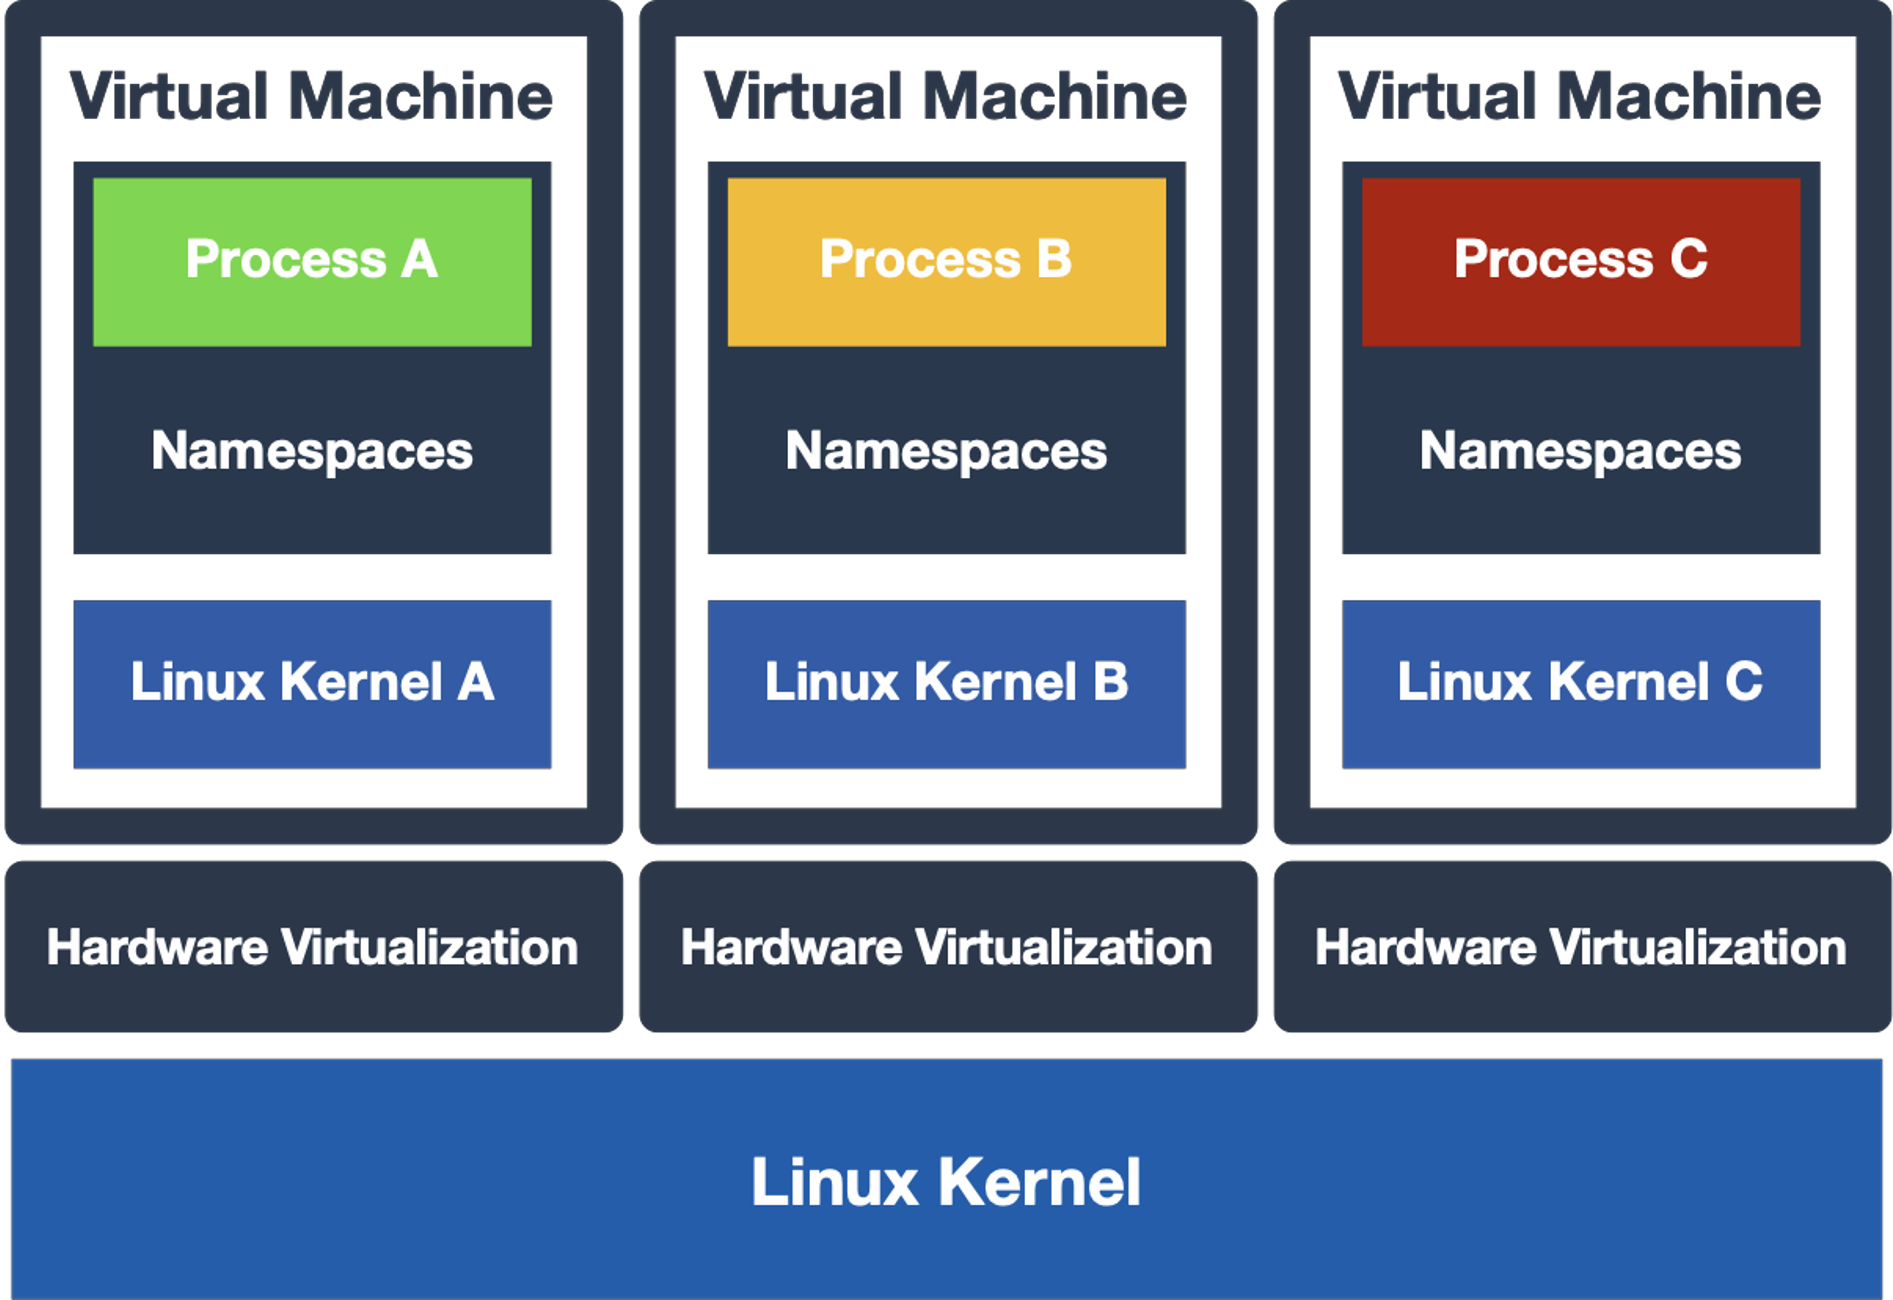 Virtual Machine
Process A
Namespaces
Linux Kernel A
Hardware Virtualization
Virtual Machine
Process B
Namespaces
Linux Kernel B
Hardware Virtualization
Virtual Machine
Process C
Namespaces
Linux Kernel C
Hardware Virtualization
Linux Kernel